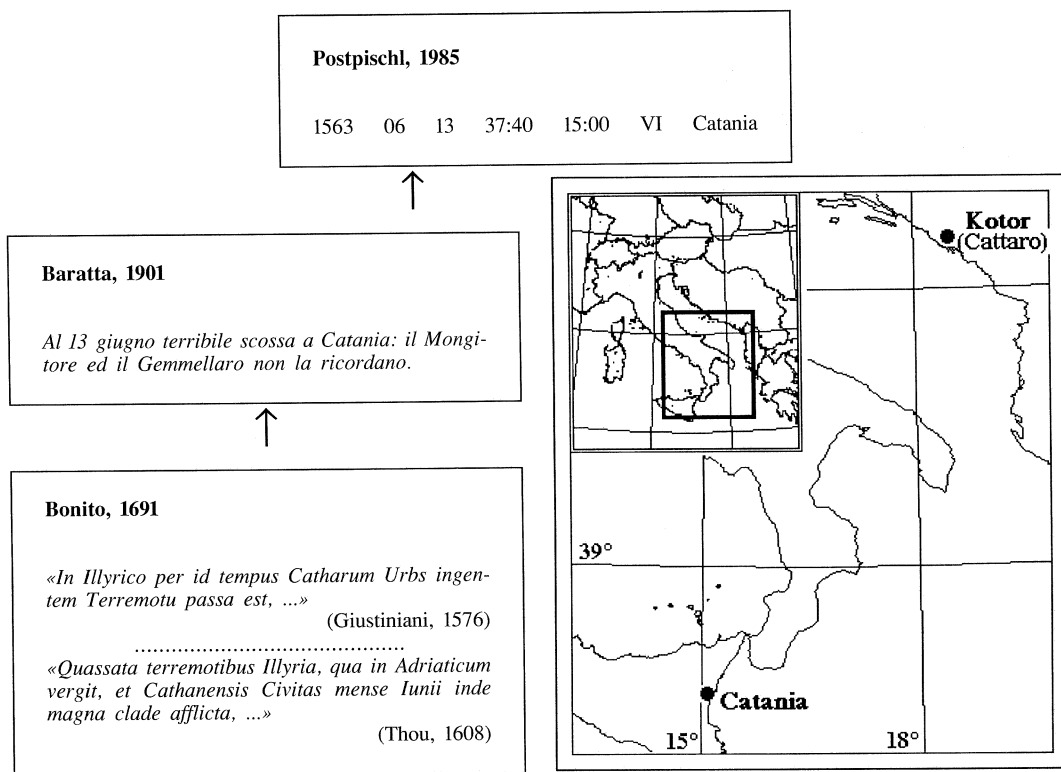 Postpischl, 1985
1563 06 13 37:40 15:00 VI Catania
Baratta, 1901
Al 13 giugno terribile scossa a Catania: il Mongi-
tore ed il Gemmellaro non la ricordano.
Bonito, 1691
«In Illyrico per id tempus Catharum Urbs ingen-
tem Terremotu passa est, ...»
(Giustiniani, 1576)
..........................................
«Quassata terremotibus Illyria, qua in Adriaticum
vergit, et Cathanensis Civitas mense Iunii inde
magna clade afflicta, ...»
(Thou, 1608)
Kotor
(Cattaro)
39°
Catania
15°
18°